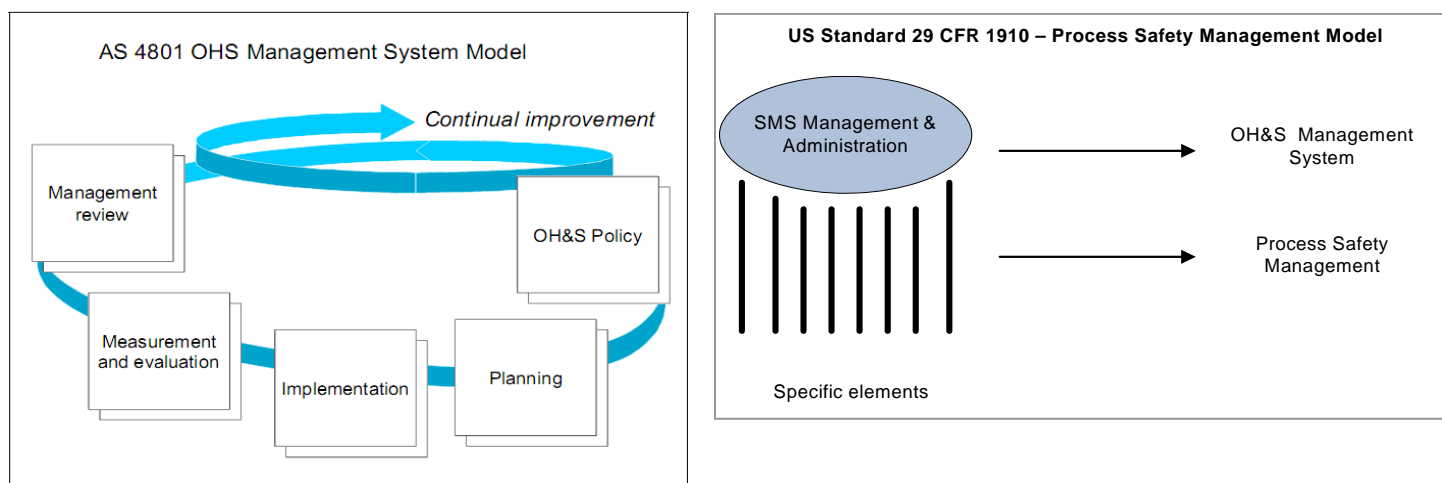 AS 4801 OHS Management System Model
Continual improvement
Management
review
OH&S Policy
Measurement
and evaluation
Implementation
Planning
US Standard 29 CFR 1910 – Process Safety Management Model
SMS Management &
Administration
OH&S Management
System
Process Safety
Management
Specific elements